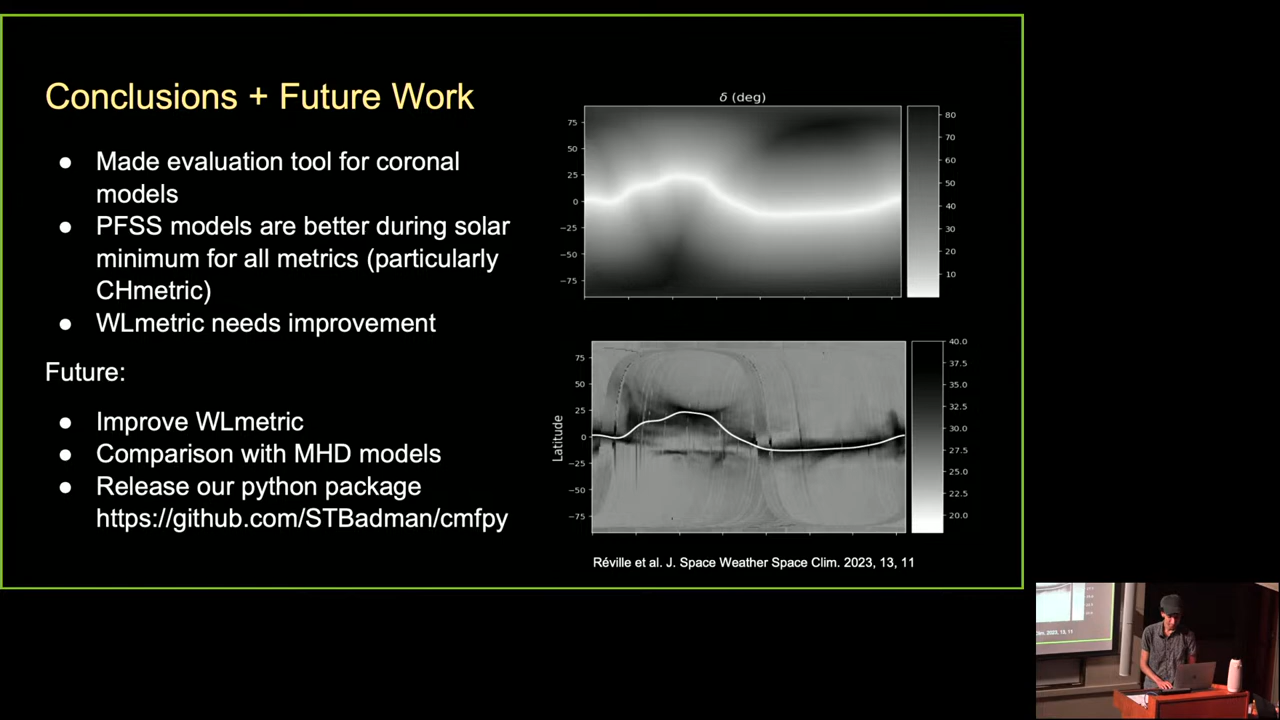 Conclusions + Future Work
● Made evaluation tool for coronal
models
● PFSS models are better during solar
minimum for all metrics (particularly
CHmetric)
● WLmetric needs improvement
Future:
● Improve WLmetric
● Comparison with MHD models
● Release our python package
https://github.com/STBadman/cmfpy
δ (deg)
75
50
25
0
−25
−50
−75
80
70
60
50
40
30
20
10
Latitude
75
50
25
0
−25
−50
−75
40.0
37.5
35.0
32.5
30.0
27.5
25.0
22.5
20.0
Réville et al. J. Space Weather Space Clim. 2023, 13, 11